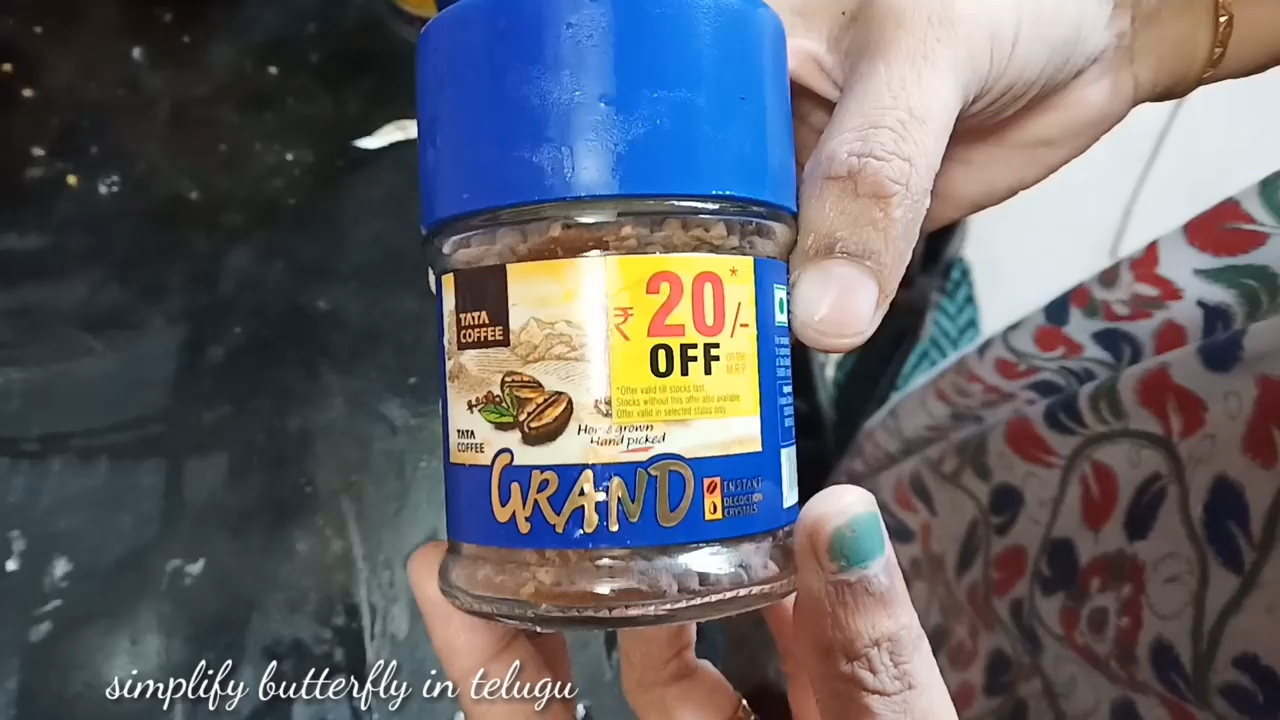 TATA
COFFEE
₹ 20*/-
OFF on the
M.R.P
*Offer valid till stocks last.
Stocks without this offer also available
Offer valid in selected states only
Home grown
Hand picked
TATA
COFFEE
GRAND
INSTANT
DECOCTION
CRYSTALS
simplify butterfly in telugu